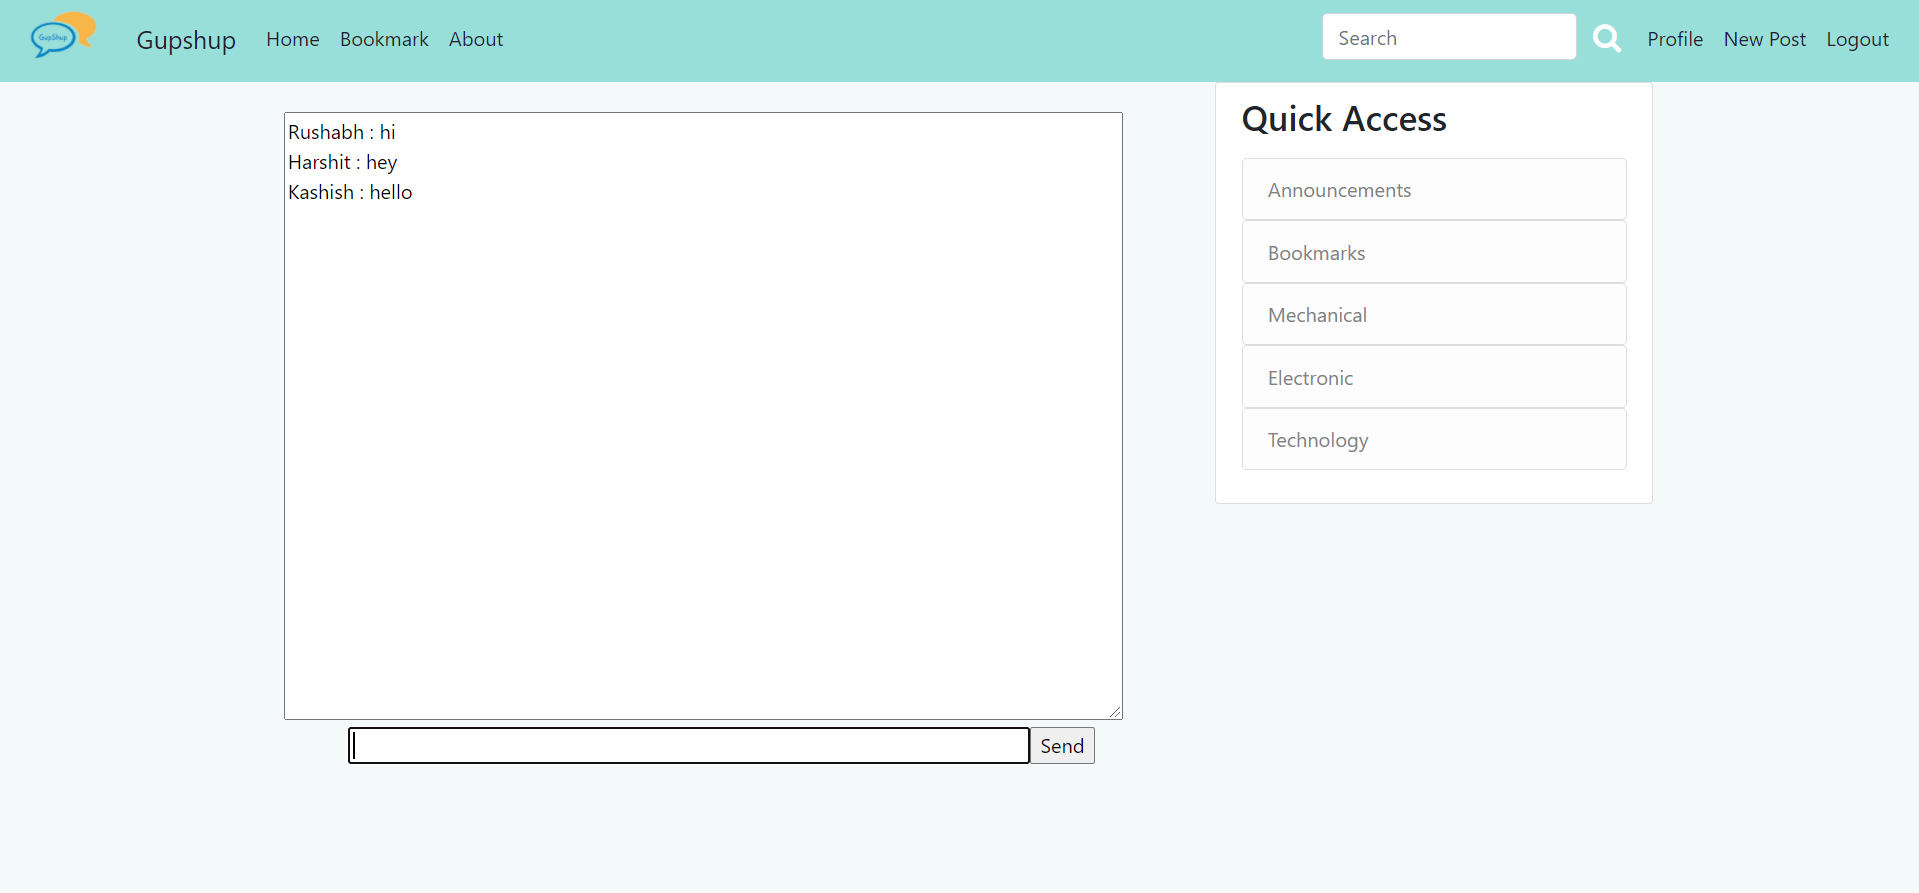 GupShup
Gupshup Home Bookmark About Search Profile New Post Logout
Rushabh : hi
Harshit : hey
Kashish : hello
Send
Quick Access
Announcements
Bookmarks
Mechanical
Electronic
Technology